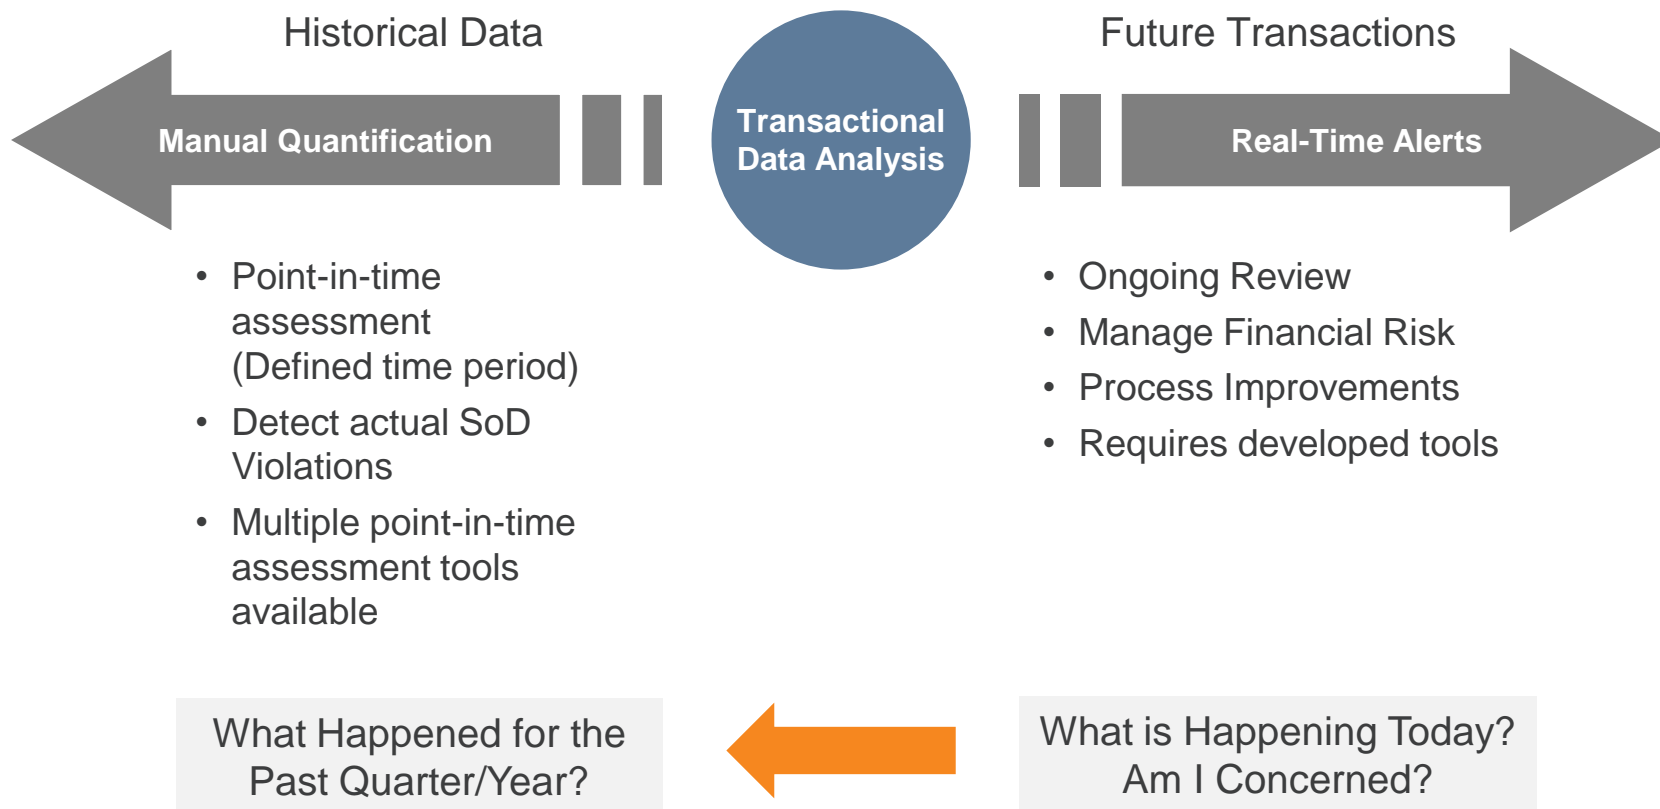 Historical Data
Manual Quantification
Transactional
Data Analysis
Future Transactions
Real-Time Alerts
• Point-in-time
assessment
(Defined time period)
• Detect actual SoD
Violations
• Multiple point-in-time
assessment tools
available
• Ongoing Review
• Manage Financial Risk
• Process Improvements
• Requires developed tools
What Happened for the
Past Quarter/Year?
What is Happening Today?
Am I Concerned?